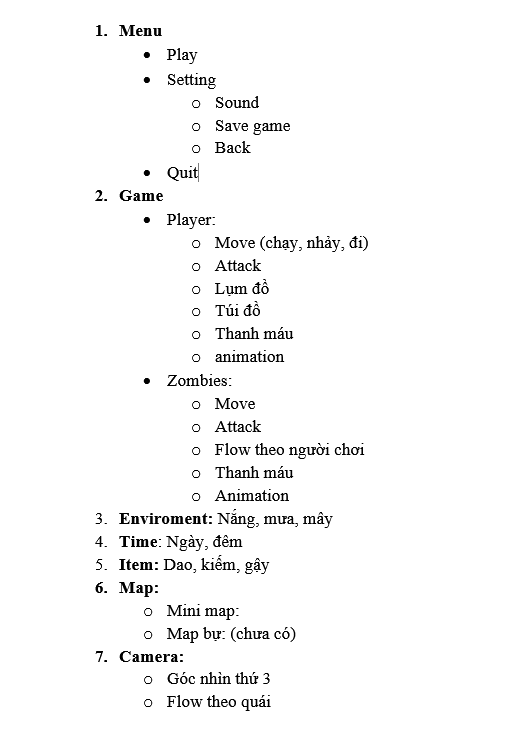 1. Menu
• Play
• Setting
o Sound
o Save game
o Back
• Quit
2. Game
• Player:
o Move (chạy, nhảy, đi)
o Attack
o Lụm đồ
o Túi đồ
o Thanh máu
o animation
• Zombies:
o Move
o Attack
o Flow theo người chơi
o Thanh máu
o Animation
3. Enviroment: Nắng, mưa, mây
4. Time: Ngày, đêm
5. Item: Dao, kiếm, gậy
6. Map:
o Mini map:
o Map bự: (chưa có)
7. Camera:
o Góc nhìn thứ 3
o Flow theo quái